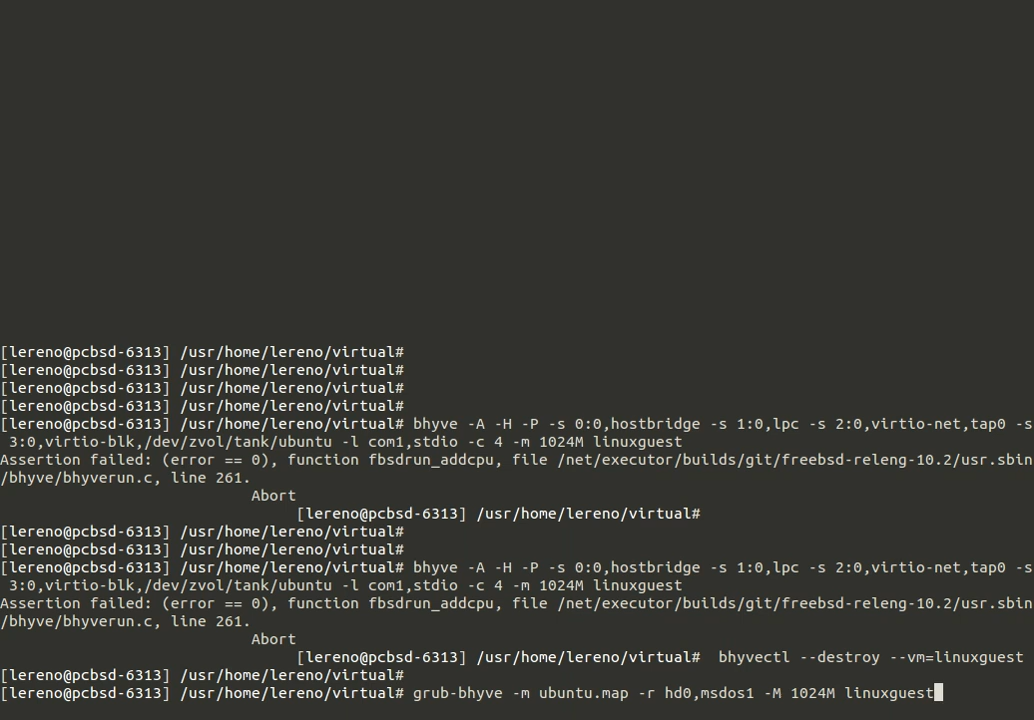 [lereno@pcbsd-6313] /usr/home/lereno/virtual#
[lereno@pcbsd-6313] /usr/home/lereno/virtual#
[lereno@pcbsd-6313] /usr/home/lereno/virtual#
[lereno@pcbsd-6313] /usr/home/lereno/virtual#
[lereno@pcbsd-6313] /usr/home/lereno/virtual# bhyve -A -H -P -s 0:0,hostbridge -s 1:0,lpc -s 2:0,virtio-net,tap0 -s
3:0,virtio-blk,/dev/zvol/tank/ubuntu -l com1,stdio -c 4 -m 1024M linuxguest
Assertion failed: (error == 0), function fbsdrun_addcpu, file /net/executor/builds/git/freebsd-releng-10.2/usr.sbin
/bhyve/bhyverun.c, line 261.
Abort
[lereno@pcbsd-6313] /usr/home/lereno/virtual#
[lereno@pcbsd-6313] /usr/home/lereno/virtual#
[lereno@pcbsd-6313] /usr/home/lereno/virtual#
[lereno@pcbsd-6313] /usr/home/lereno/virtual# bhyve -A -H -P -s 0:0,hostbridge -s 1:0,lpc -s 2:0,virtio-net,tap0 -s
3:0,virtio-blk,/dev/zvol/tank/ubuntu -l com1,stdio -c 4 -m 1024M linuxguest
Assertion failed: (error == 0), function fbsdrun_addcpu, file /net/executor/builds/git/freebsd-releng-10.2/usr.sbin
/bhyve/bhyverun.c, line 261.
Abort
[lereno@pcbsd-6313] /usr/home/lereno/virtual#  bhyvectl --destroy --vm=linuxguest
[lereno@pcbsd-6313] /usr/home/lereno/virtual#
[lereno@pcbsd-6313] /usr/home/lereno/virtual# grub-bhyve -m ubuntu.map -r hd0,msdos1 -M 1024M linuxguest